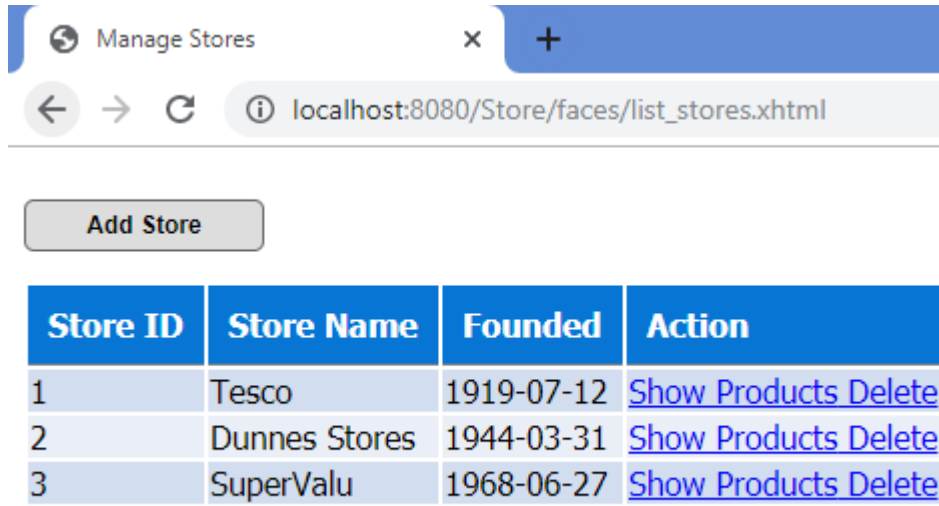 Manage Stores
localhost:8080/Store/faces/list_stores.xhtml
Add Store
Store ID Store Name Founded Action
1 Tesco 1919-07-12 Show Products Delete
2 Dunnes Stores 1944-03-31 Show Products Delete
3 SuperValu 1968-06-27 Show Products Delete